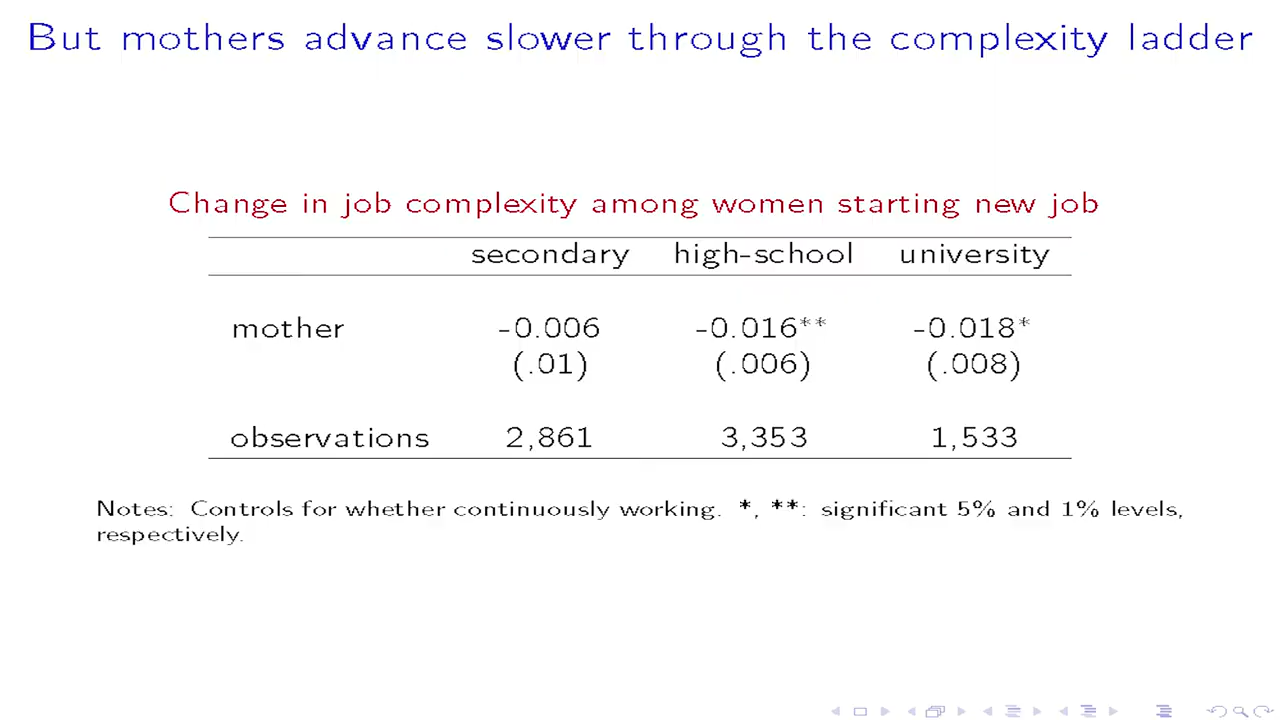 But mothers advance slower through the complexity ladder
Change in job complexity among women starting new job
secondary high-school university
mother -0.006 -0.016** -0.018*
(.01) (.006) (.008)
observations 2,861 3,353 1,533
Notes: Controls for whether continuously working. *, **: significant 5% and 1% levels,
respectively.